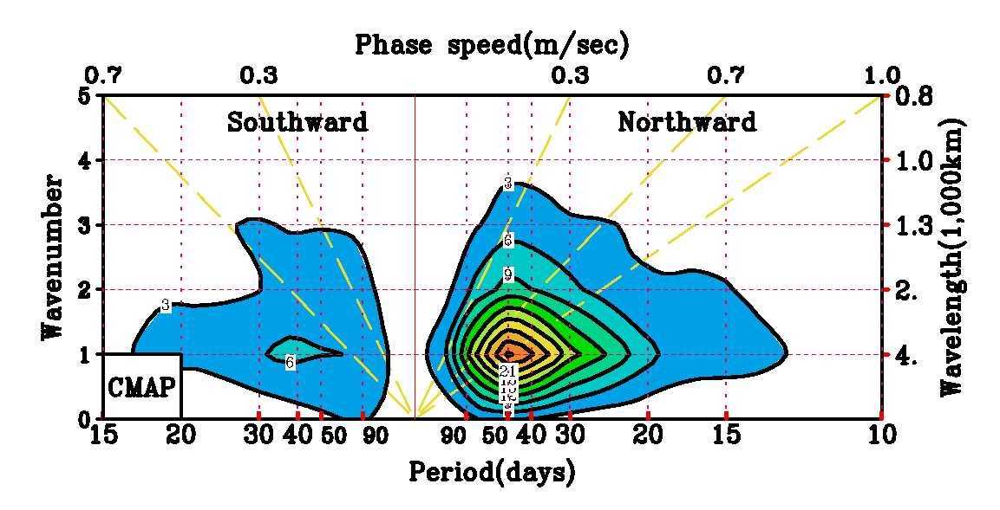 Phase speed(m/sec)
0.7 0.3 0.3 0.7 1.0
5 0.8
Southward Northward
4 1.0
3
3 1.3
6
9
2 2.
3
1 4.
6
21
CMAP
0
15 20 30 40 50 90 90 50 40 30 20 15 10
Period(days)
Wavenumber
Wavelength(1,000km)